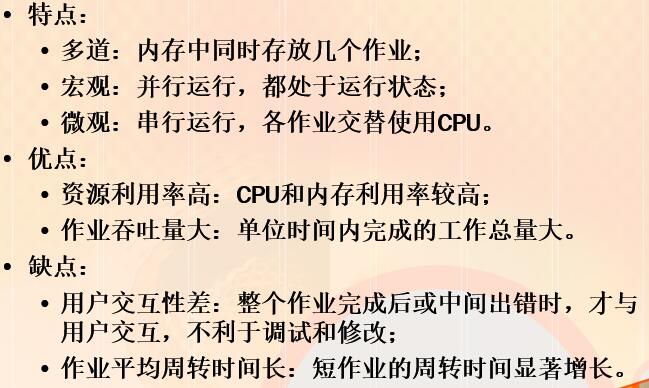 • 特点：
• 多道：内存中同时存放几个作业；
• 宏观：并行运行，都处于运行状态；
• 微观：串行运行，各作业交替使用CPU。
• 优点：
• 资源利用率高：CPU和内存利用率较高；
• 作业吞吐量大：单位时间内完成的工作总量大。
• 缺点：
• 用户交互性差：整个作业完成后或中间出错时，才与
用户交互，不利于调试和修改；
• 作业平均周转时间长：短作业的周转时间显著增长。